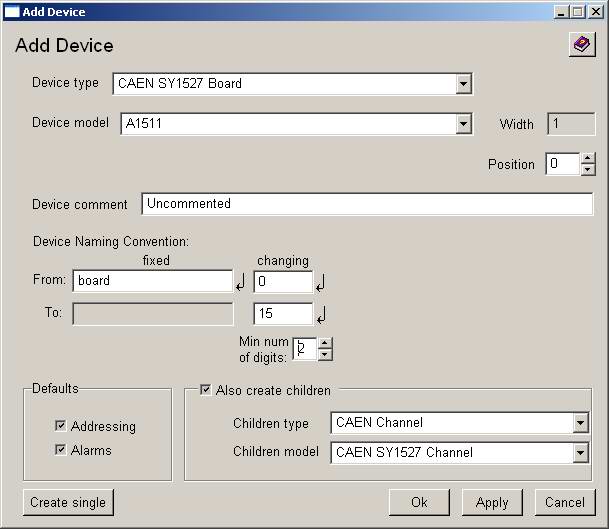 Add Device
Add Device
Device type CAEN SY1527 Board
Device model A1511 Width 1
Position 0
Device comment Uncommented
Device Naming Convention:
fixed changing
From: board 0
To: 15
Min num
of digits: 2
Defaults
Addressing
Alarms
Also create children
Children type CAEN Channel
Children model CAEN SY1527 Channel
Create single Ok Apply Cancel